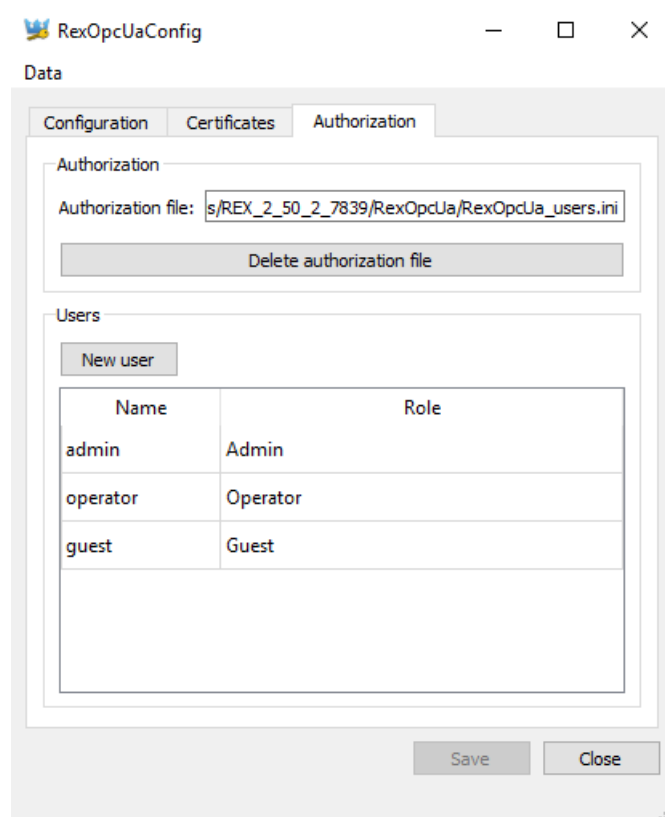 RexOpcUaConfig
Data
Configuration Certificates Authorization
Authorization
Authorization file: s/REX_2_50_2_7839/RexOpcUa/RexOpcUa_users.ini
Delete authorization file
Users
New user
Name Role
admin Admin
operator Operator
guest Guest
Save Close